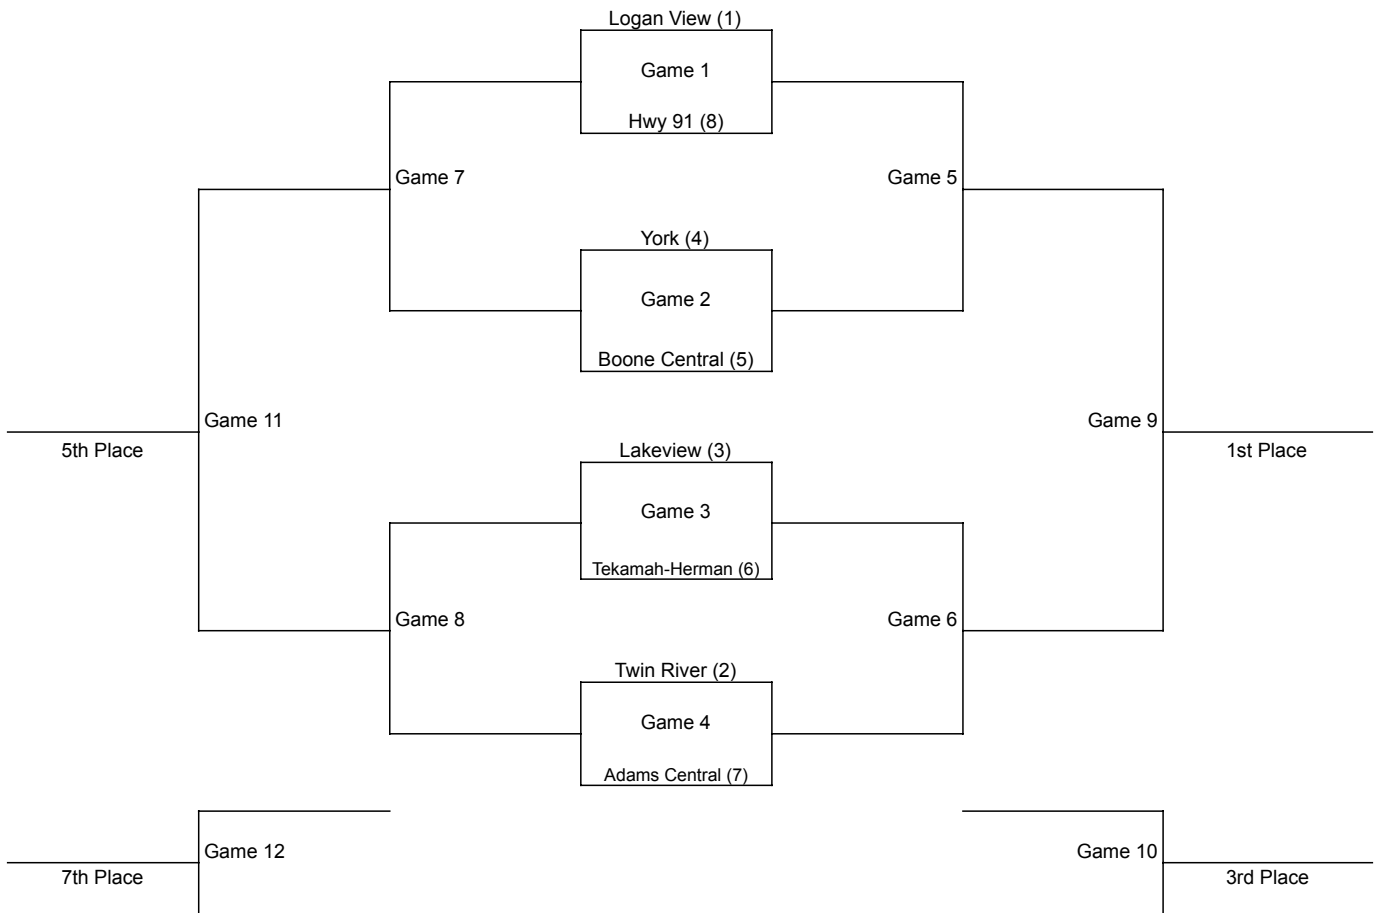 Logan View (1)
Game 1
Hwy 91 (8)
Game 7
Game 5
York (4)
Game 2
Boone Central (5)
Game 11
Game 9
5th Place
Lakeview (3)
1st Place
Game 3
Tekamah-Herman (6)
Game 8
Game 6
Twin River (2)
Game 4
Adams Central (7)
Game 12
Game 10
7th Place
3rd Place